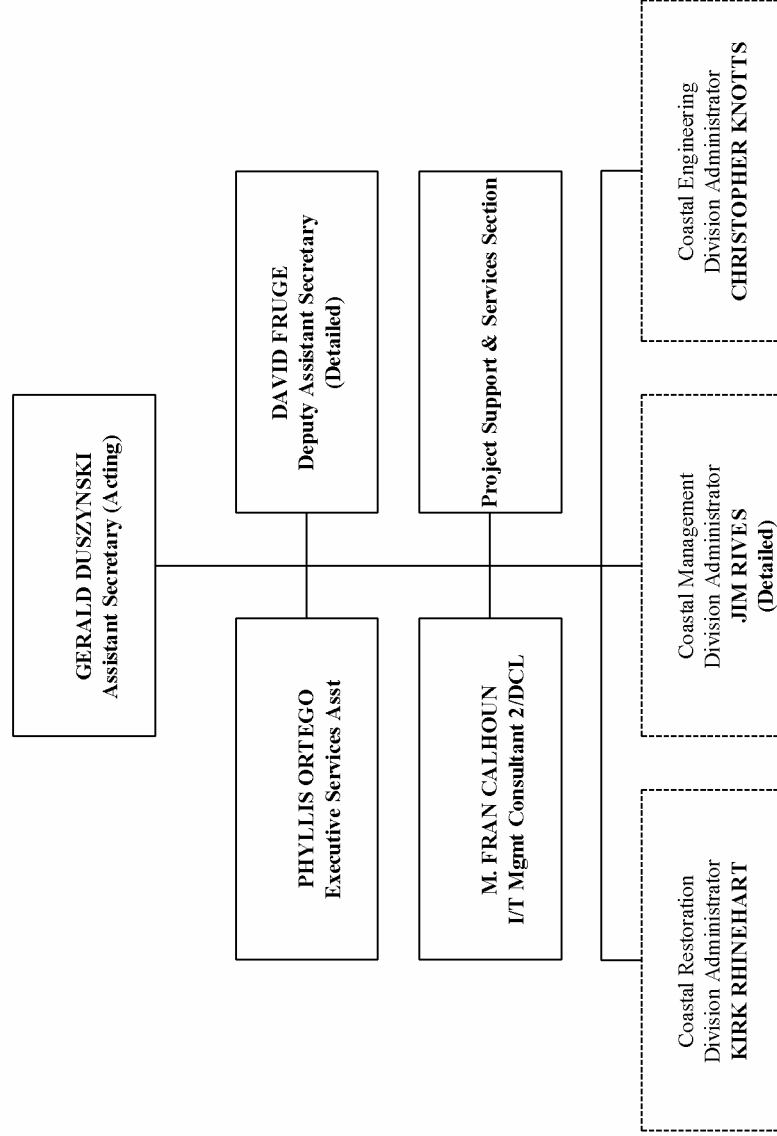 GERALD DUSZYNSKI
Assistant Secretary (Acting)
PHYLLIS ORTEGO
Executive Services Asst
DAVID FRUGE
Deputy Assistant Secretary
(Detailed)
M. FRAN CALHOUN
I/T Mgmt Consultant 2/DCL
Project Support & Services Section
Coastal Restoration
Division Administrator
KIRK RHINEHART
Coastal Management
Division Administrator
JIM RIVES
(Detailed)
Coastal Engineering
Division Administrator
CHRISTOPHER KNOTTS